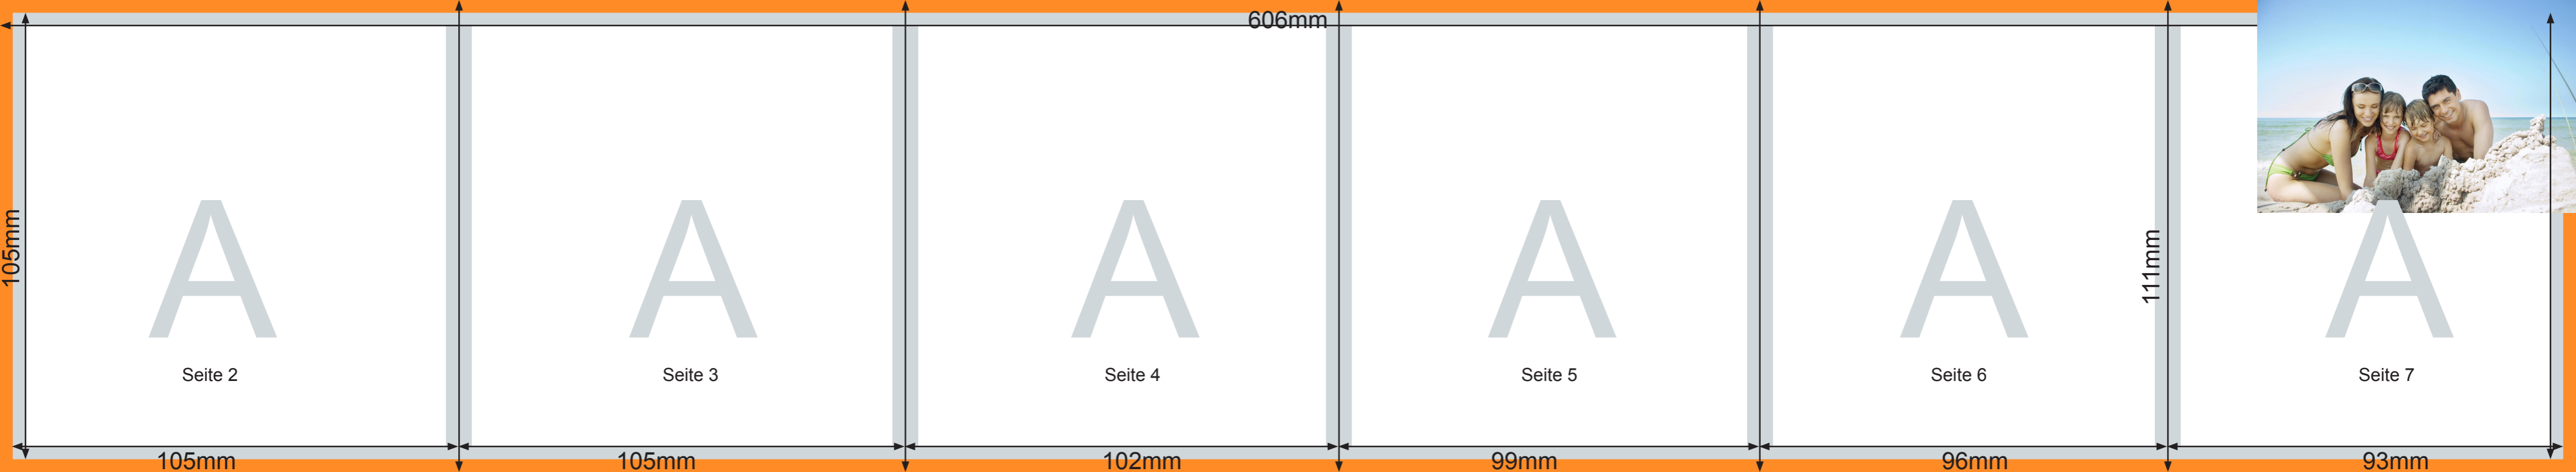 606mm
105mm
111mm
A
A
A
A
A
A
Seite 2
Seite 3
Seite 4
Seite 5
Seite 6
Seite 7
105mm
105mm
102mm
99mm
96mm
93mm